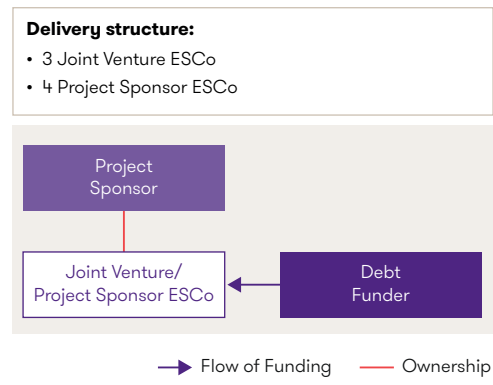 Delivery structure:
• 3 Joint Venture ESCo
• 4 Project Sponsor ESCo
Project
Sponsor
Joint Venture/
Project Sponsor ESCo
Debt
Funder
Flow of Funding
Ownership